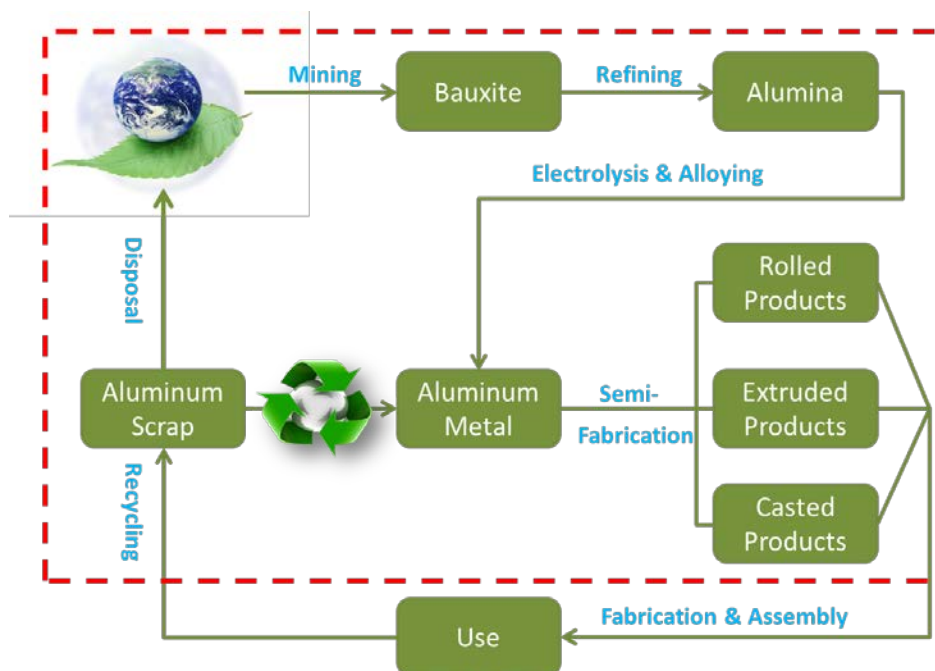 Mining
Bauxite
Refining
Alumina
Electrolysis & Alloying
Disposal
Rolled
Products
Aluminum
Scrap
Aluminum
Metal
Semi-
Fabrication
Extruded
Products
Recycling
Casted
Products
Use
Fabrication & Assembly